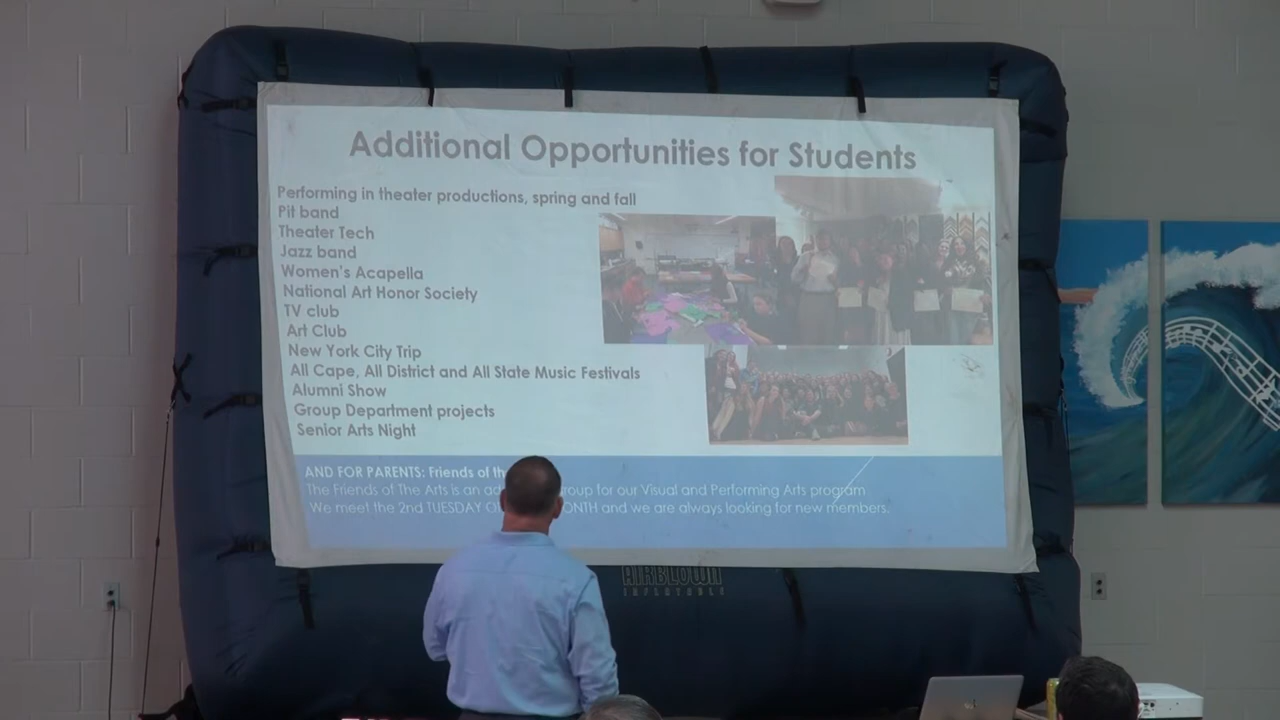 Additional Opportunities for Students
Performing in theater productions, spring and fall
Pit band
Theater Tech
Jazz band
Women's Acapella
National Art Honor Society
TV club
Art Club
New York City Trip
All Cape, All District and All State Music Festivals
Alumni Show
Group Department projects
Senior Arts Night
AND FOR PARENTS: Friends of th
The Friends of The Arts is an ad oup for our Visual and Performing Arts program
We meet the 2nd TUESDAY O ONTH and we are always looking for new members.
AIRBLOWN
INFLATABLE